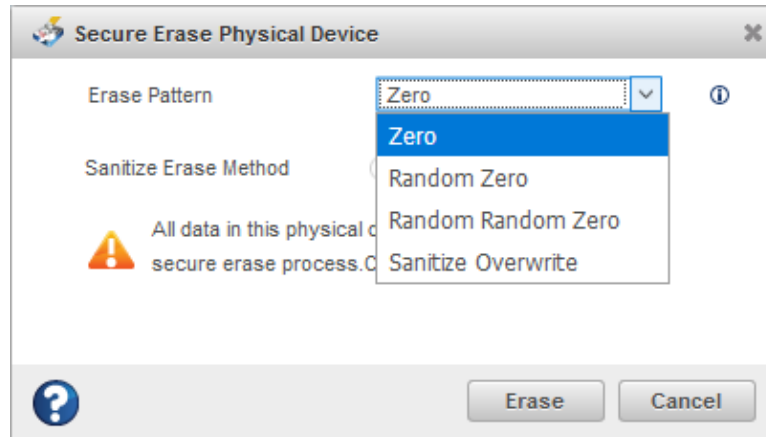 Secure Erase Physical Device
Erase Pattern
Zero
Zero
Random Zero
Sanitize Erase Method
Random Random Zero
Sanitize Overwrite
All data in this physical
secure erase process.
Erase
Cancel